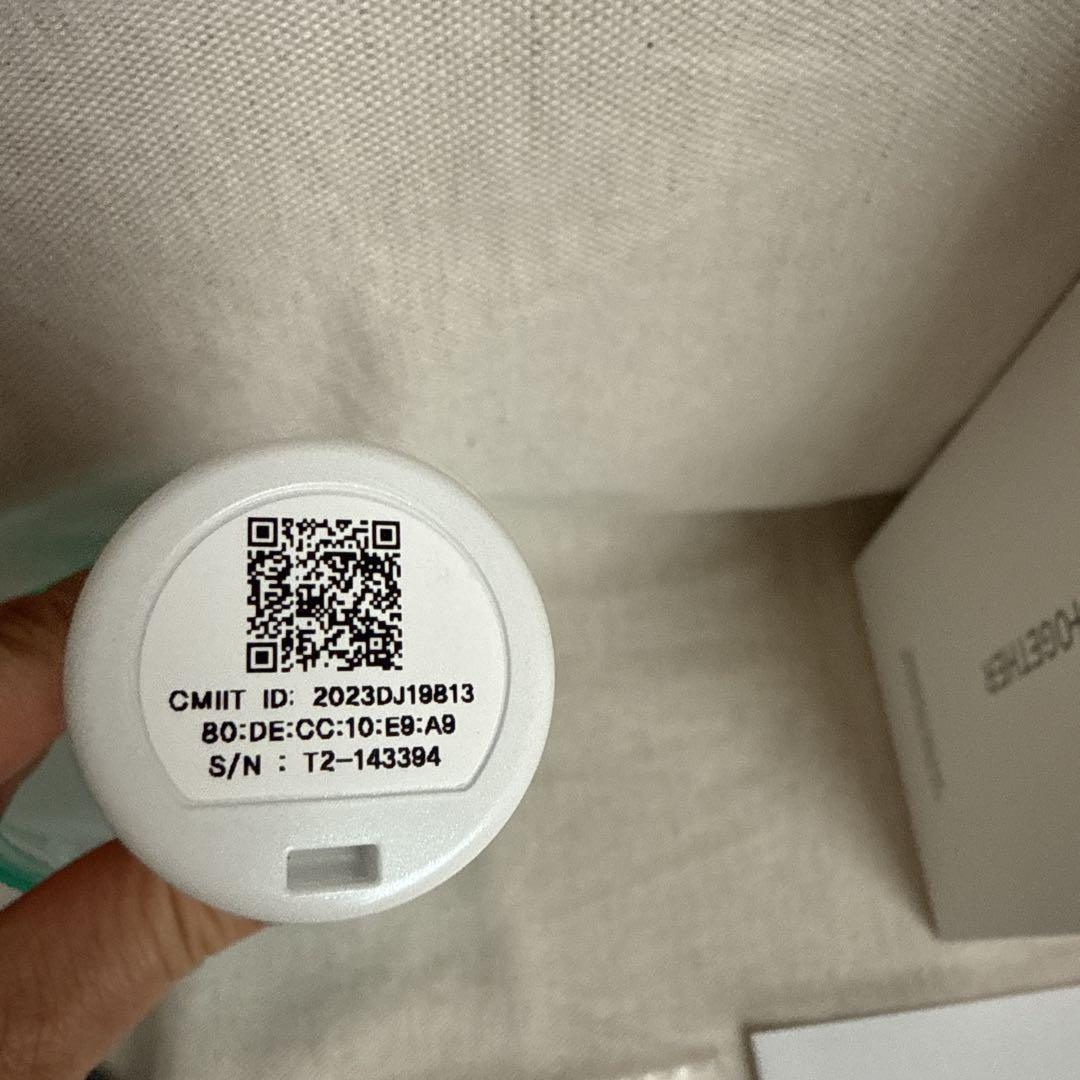 CMIIT ID: 2023DJ19813
80:DE:CC:10:E9:A9
S/N : T2-143394